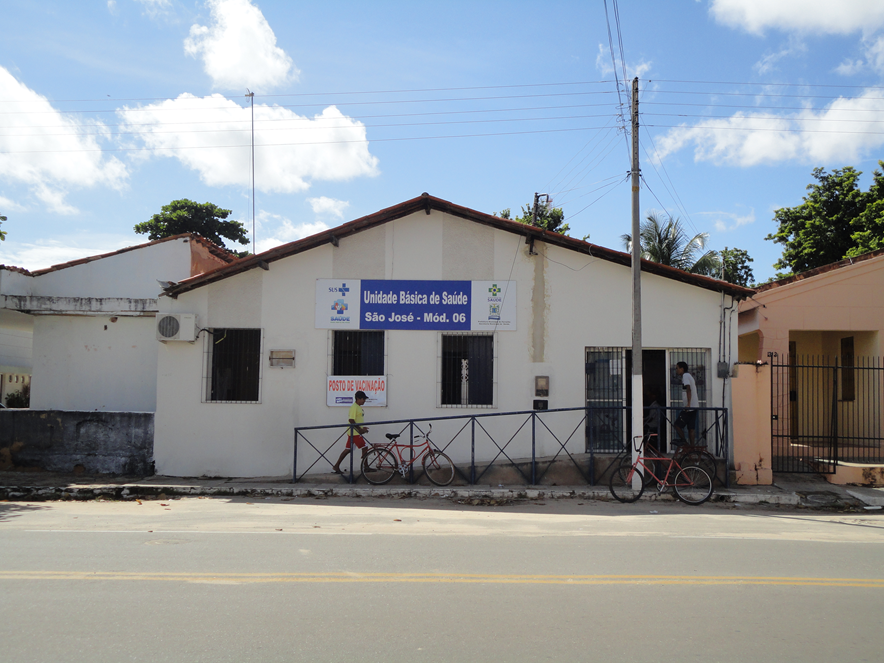 SUS
Unidade Básica de Saúde
São José - Mód. 06
POSTO DE VACINAÇÃO